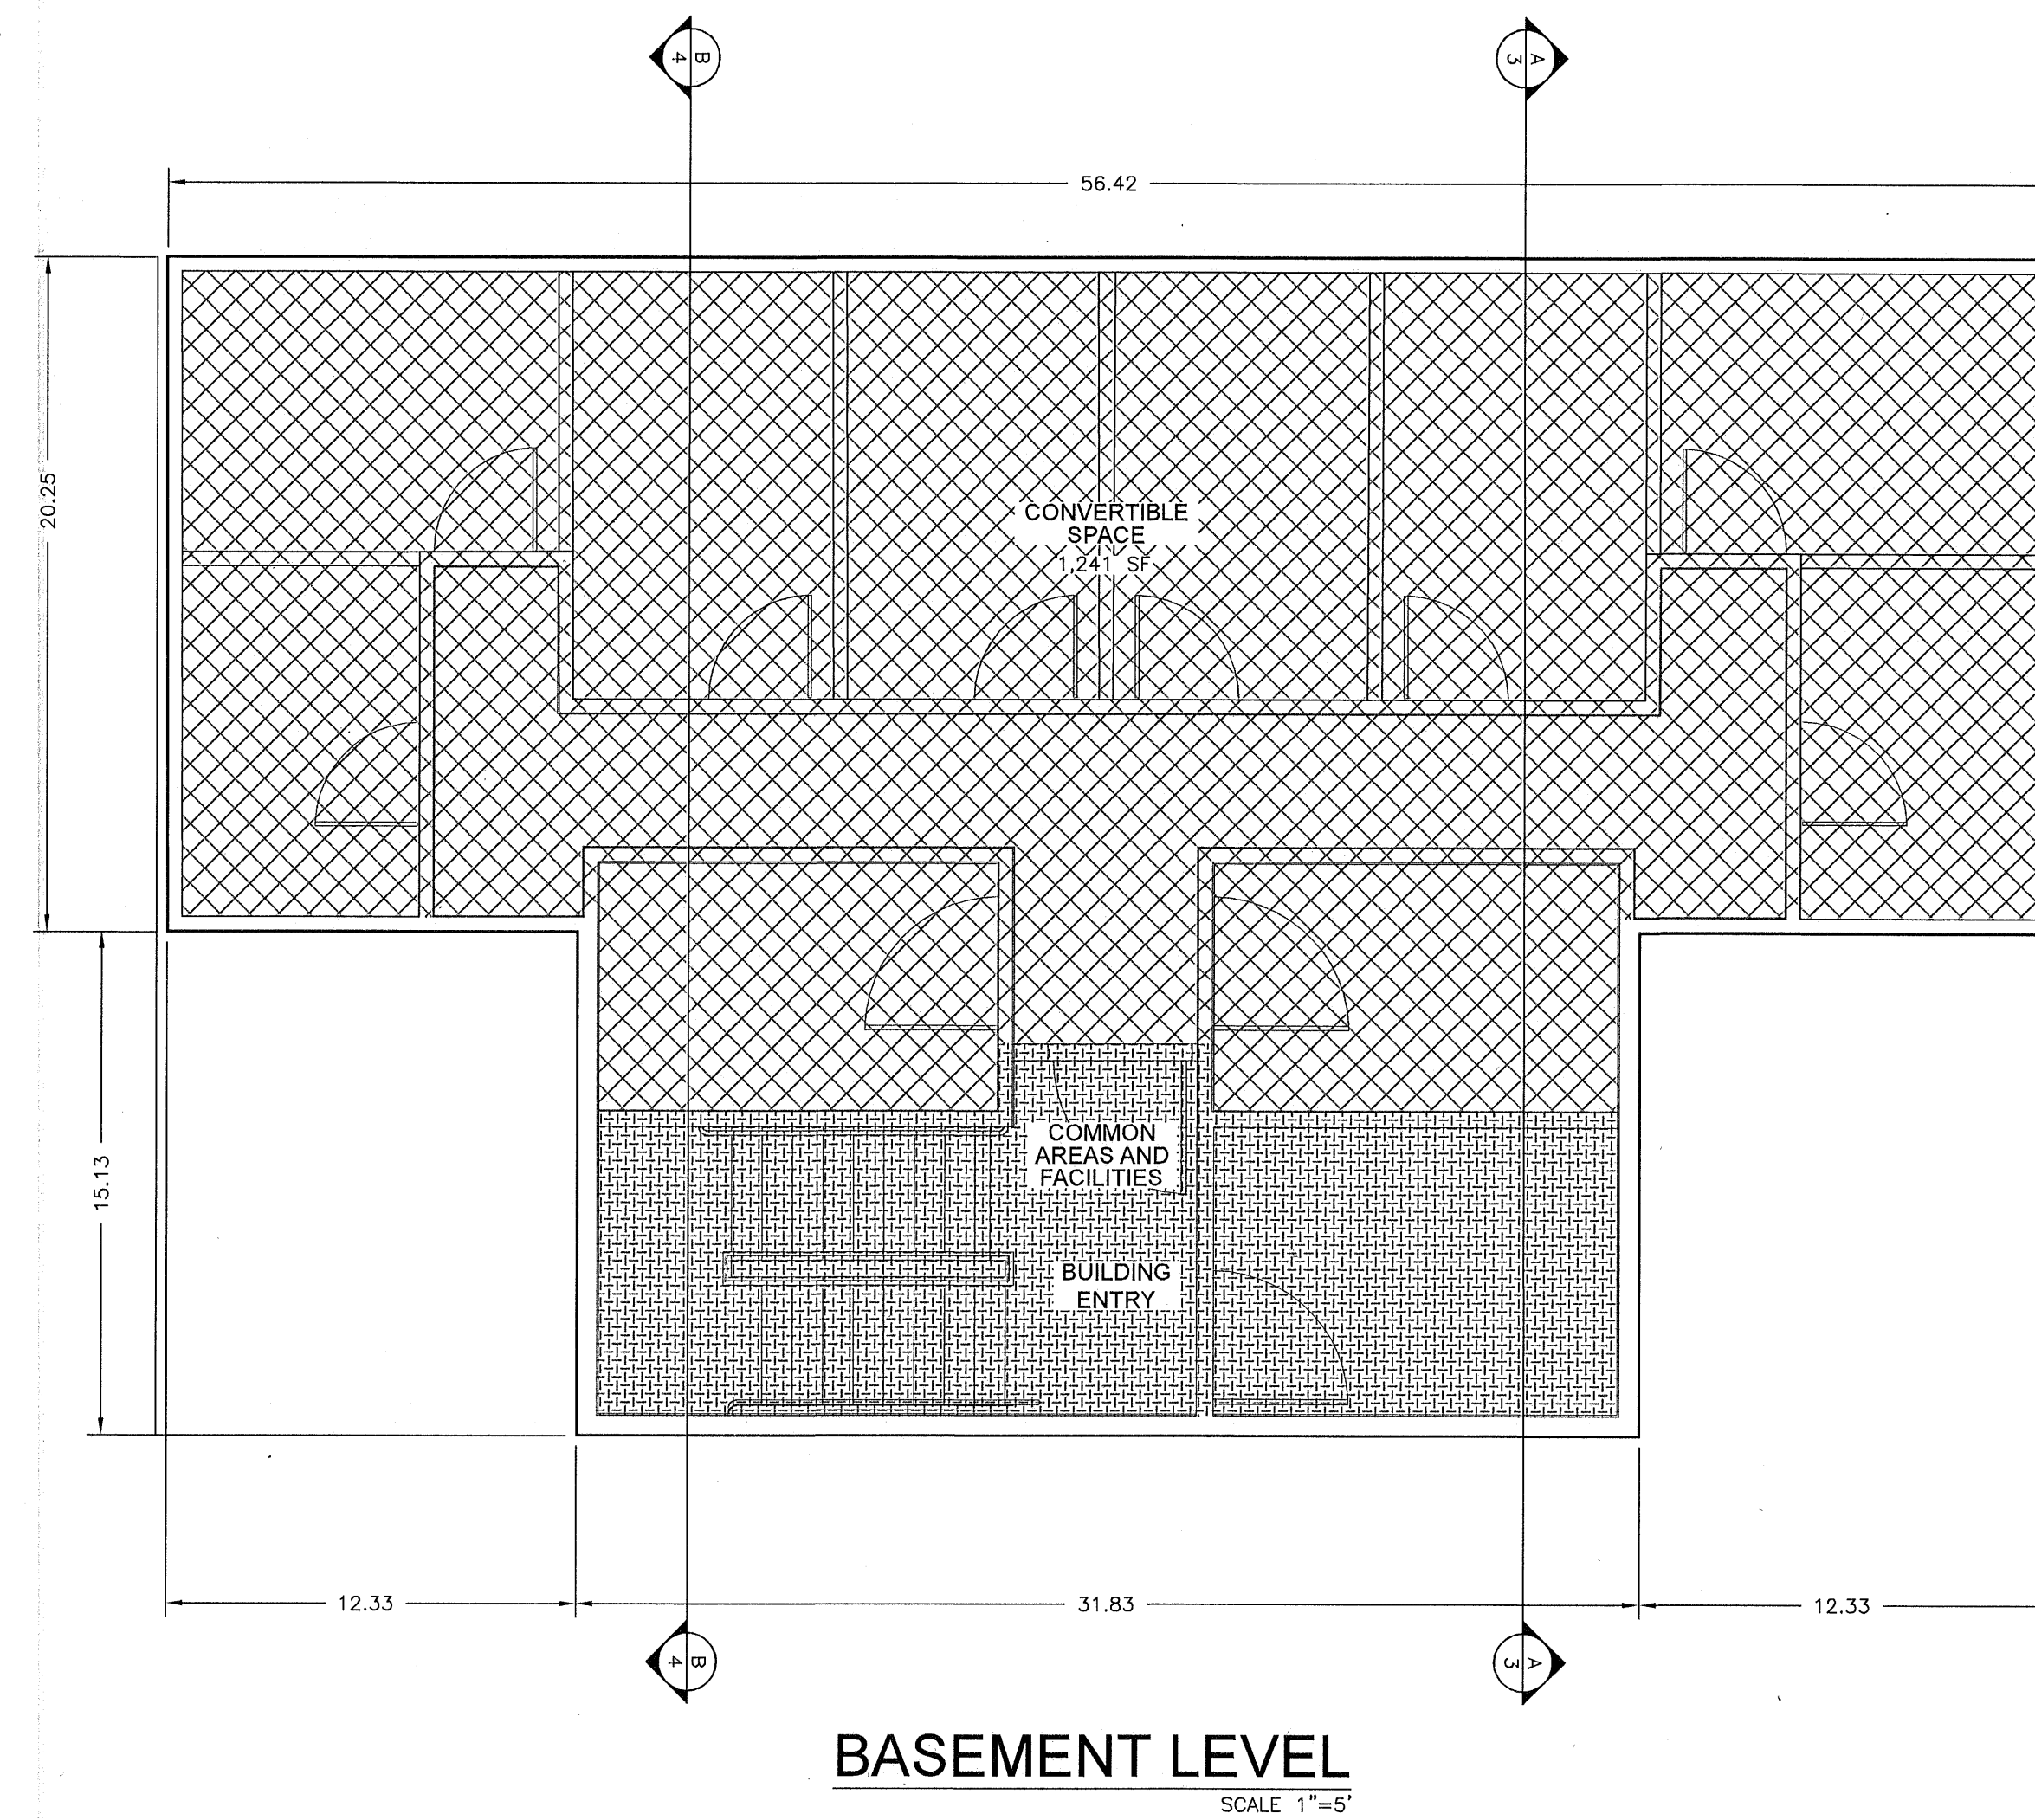 B
4
A
3
56.42
20.25
CONVERTIBLE
SPACE
1,241 SF
15.13
COMMON
AREAS AND
FACILITIES
BUILDING
ENTRY
12.33
31.83
12.33
B
4
A
3
BASEMENT LEVEL
SCALE 1"=5'